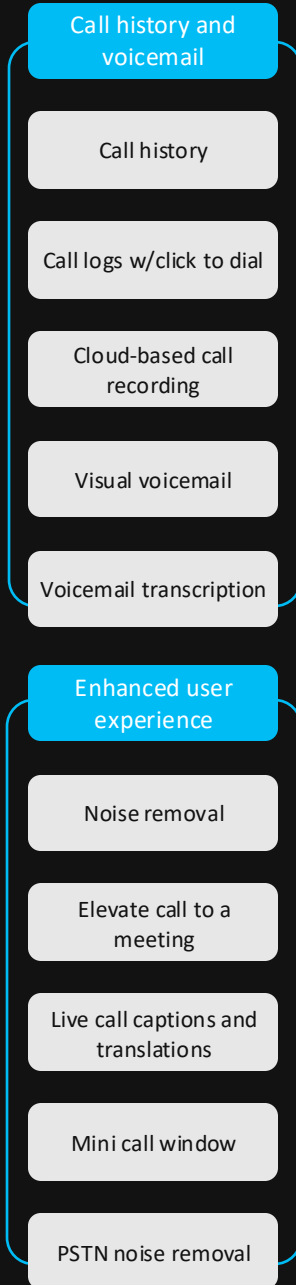 Call history and
voicemail
Call history
Call logs w/click to dial
Cloud-based call
recording
Visual voicemail
Voicemail transcription
Enhanced user
experience
Noise removal
Elevate call to a
meeting
Live call captions and
translations
Mini call window
PSTN noise removal